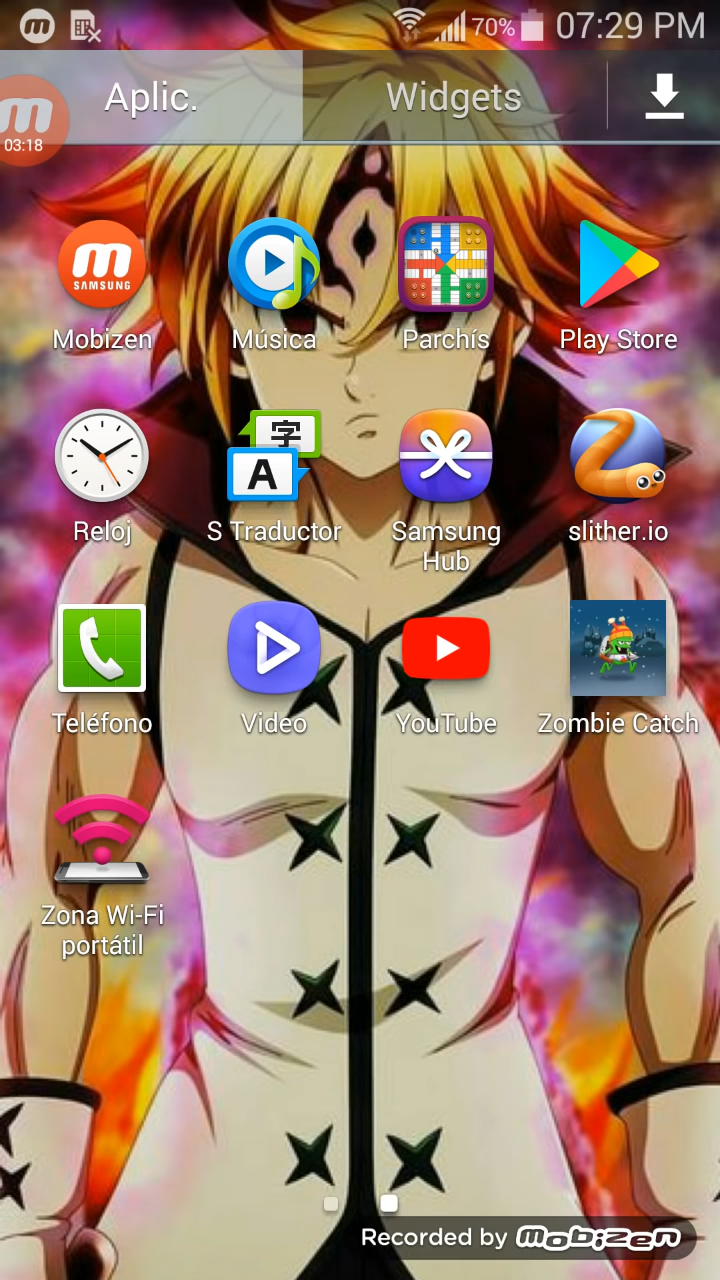 70% 07:29 PM
Aplic. Widgets
m
03:18
m
SAMSUNG
Mobizen Música Parchís Play Store
字
A
Reloj S Traductor Samsung Hub slither.io
Teléfono Video YouTube Zombie Catch
Zona Wi-Fi
portátil
Recorded by Mobizen